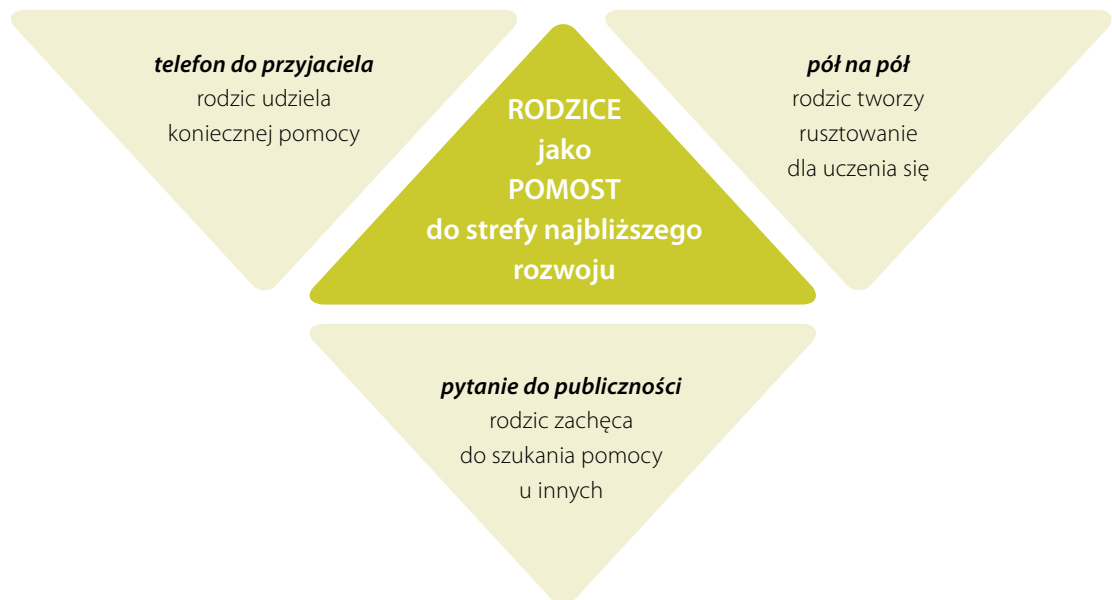 telefon do przyjaciela
rodzic udziela
koniecznej pomocy
RODZICE
jako
POMOST
do strefy najbliższego
rozwoju
pół na pół
rodzic tworzy
rusztowanie
dla uczenia się
pytanie do publiczności
rodzic zachęca
do szukania pomocy
u innych